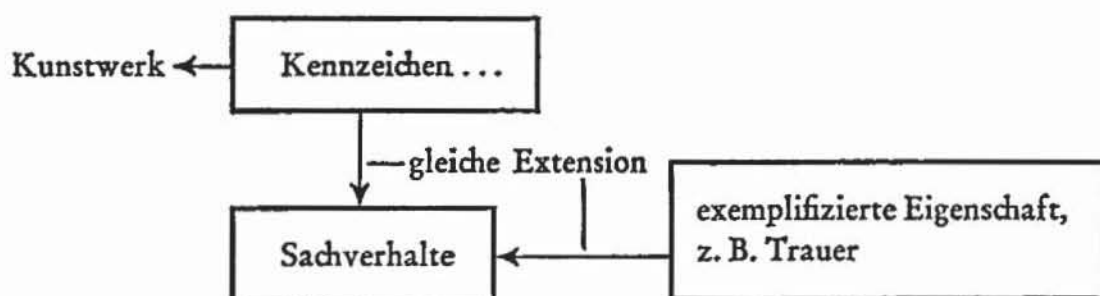 Kunstwerk
Kennzeichen ...
gleiche Extension
exemplifizierte Eigenschaft,
z. B. Trauer
Sachverhalte